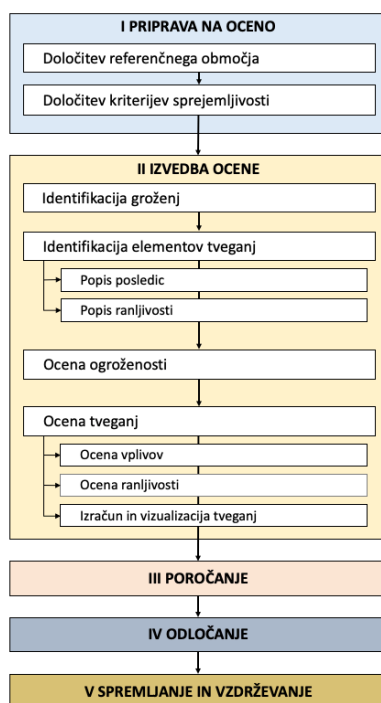 I PRIPRAVA NA OCENO
Določitev referenčnega območja
Določitev kriterijev sprejemljivosti
II IZVEDBA OCENE
Identifikacija groženj
Identifikacija elementov tveganj
Popis posledic
Popis ranljivosti
Ocena ogroženosti
Ocena tveganj
Ocena vplivov
Ocena ranljivosti
Izračun in vizualizacija tveganj
III POROČANJE
IV ODLOČANJE
V SPREMLJANJE IN VZDRŽEVANJE